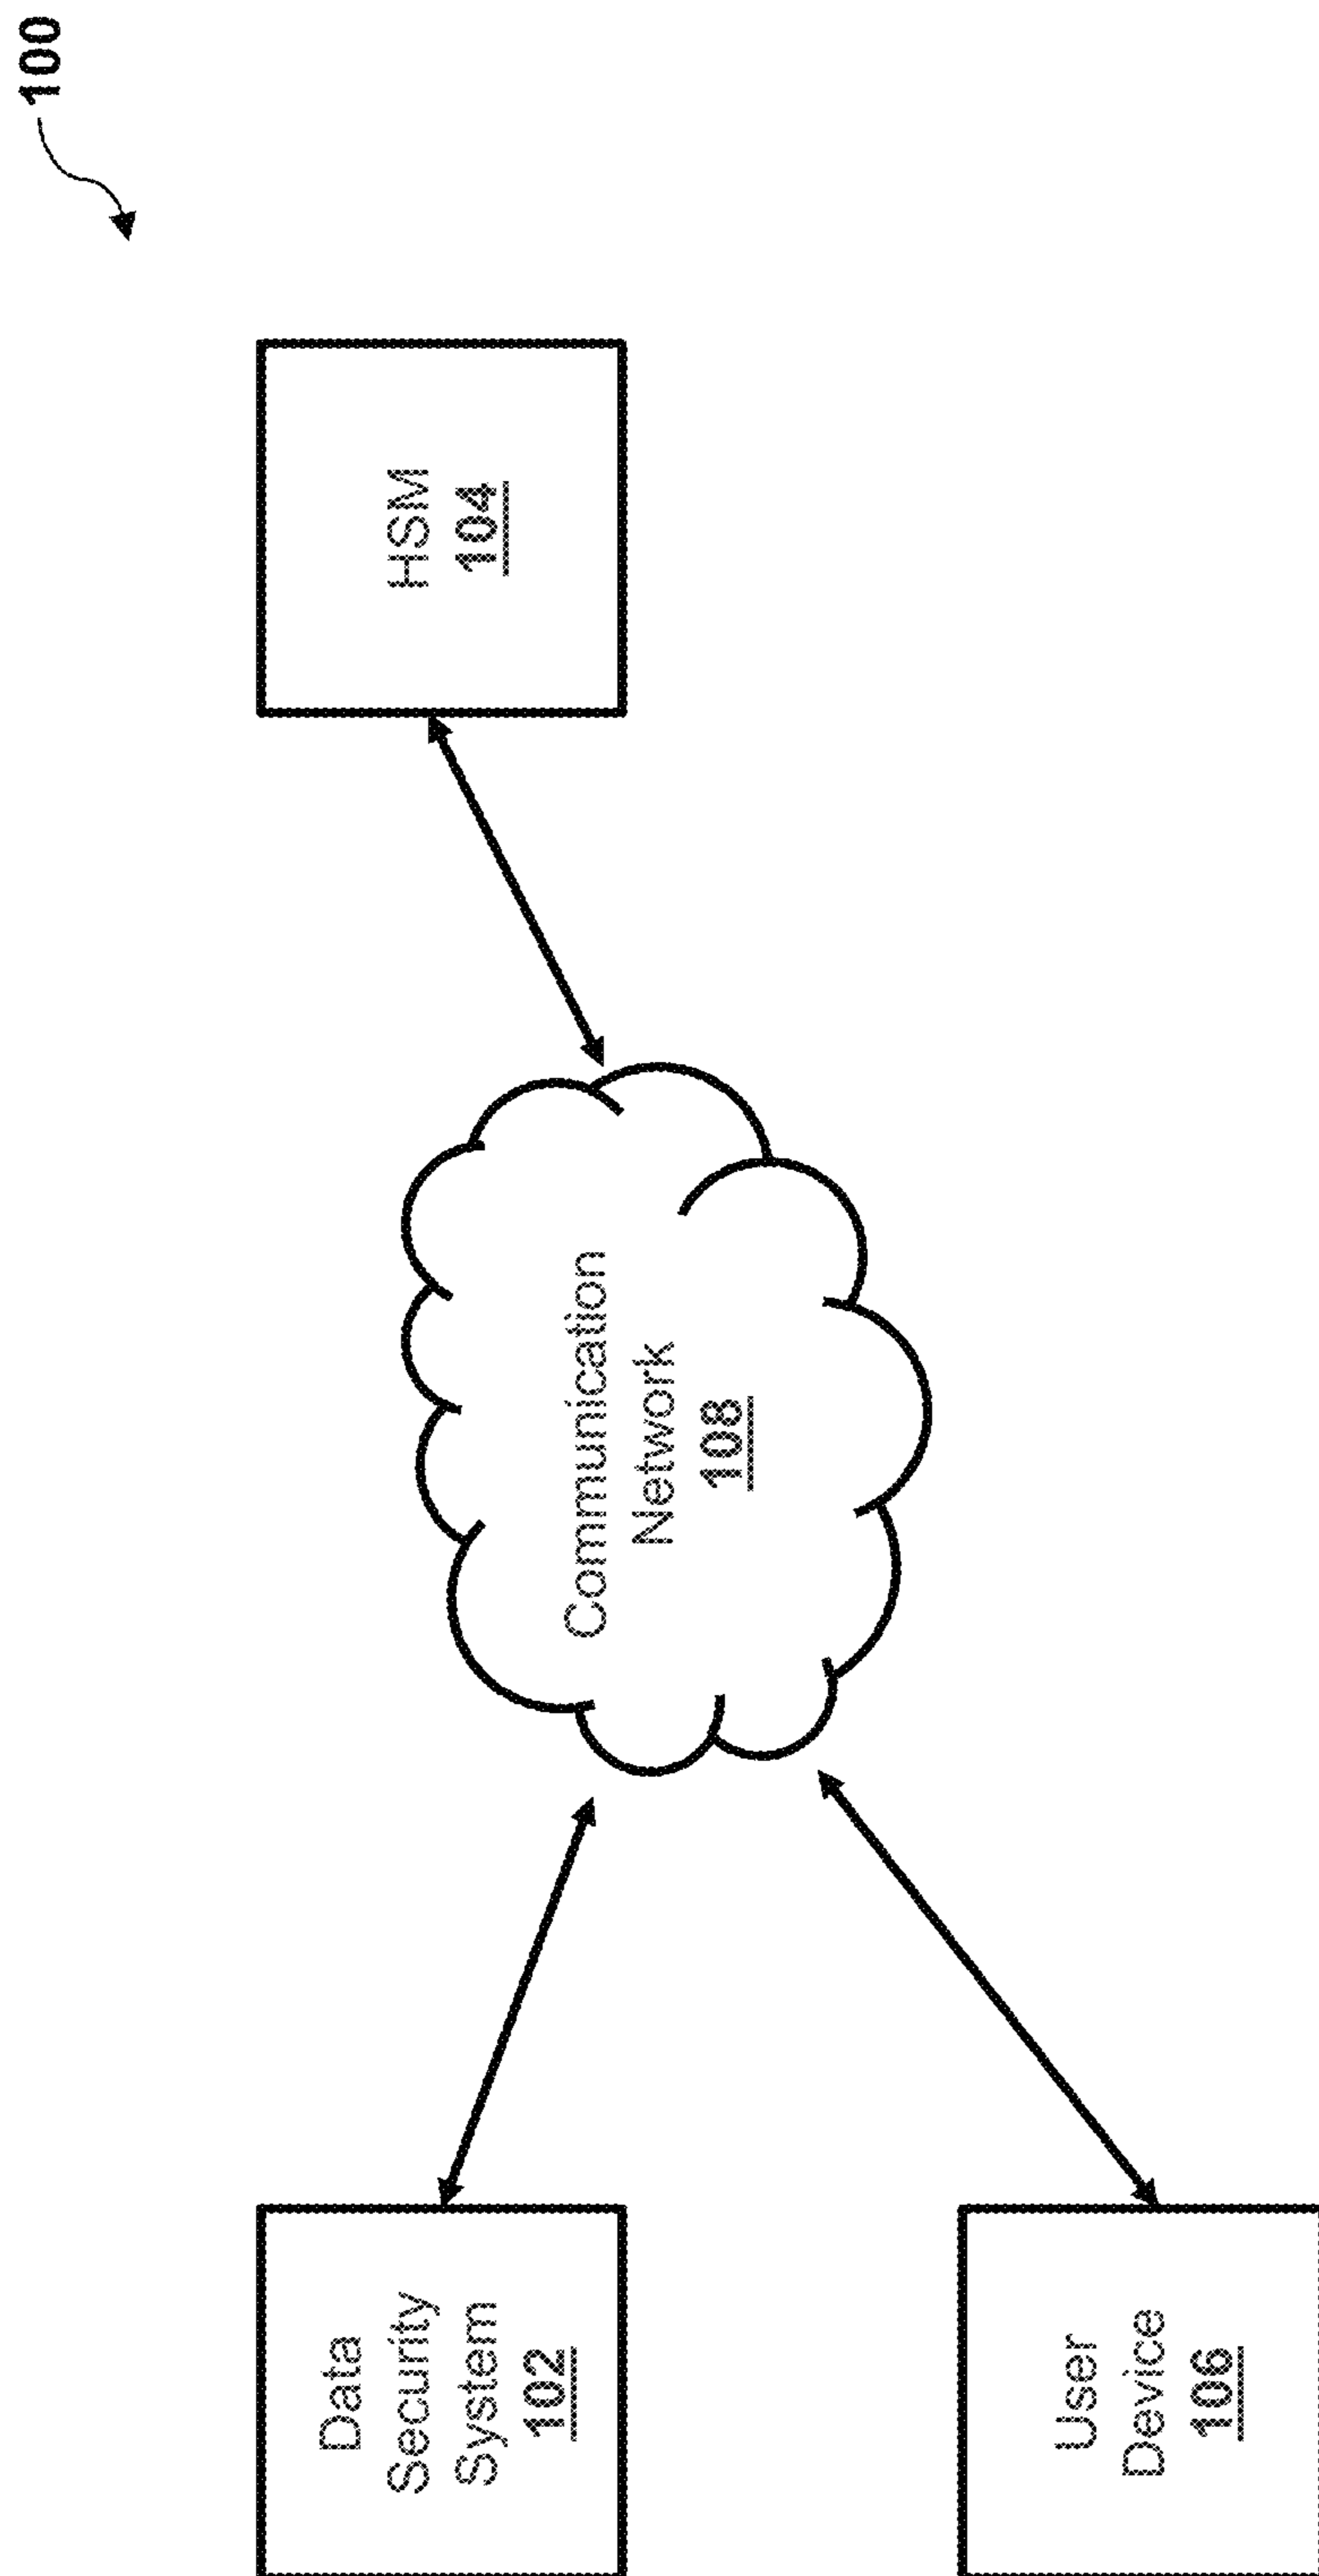 100
Data
Security
System
102
HSM
104
Communication
Network
108
User
Device
106